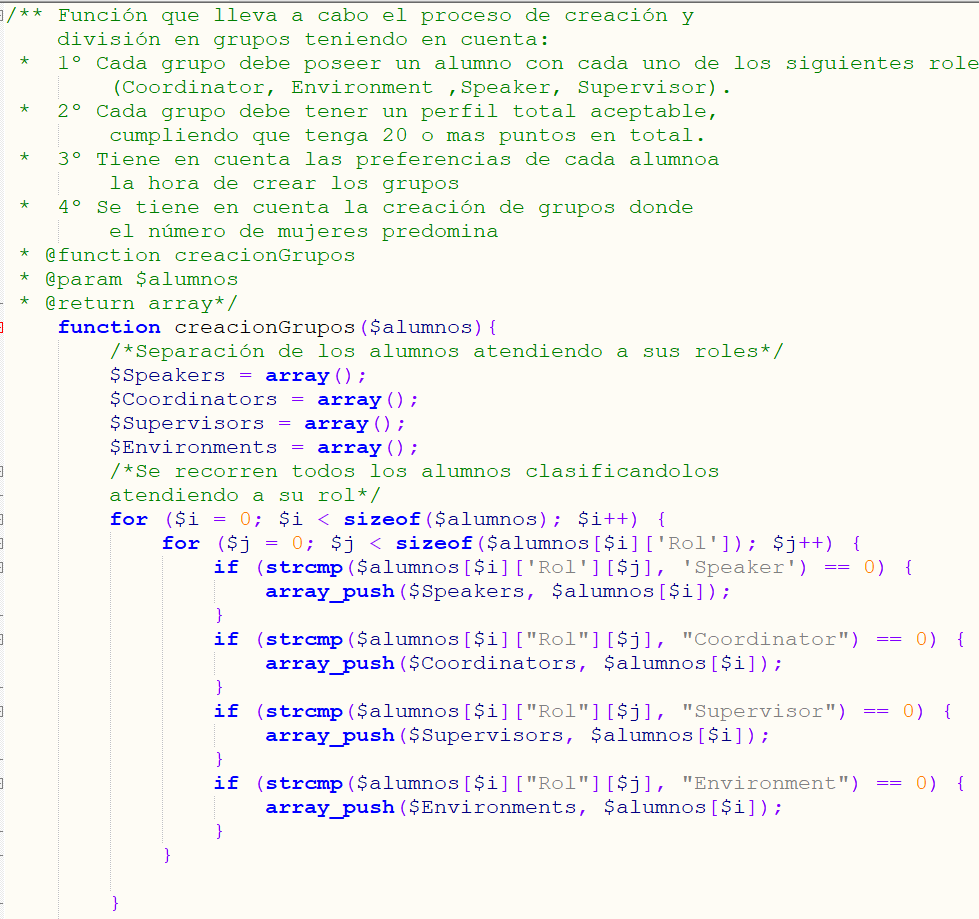 /** Función que lleva a cabo el proceso de creación y
división en grupos teniendo en cuenta:
* 1º Cada grupo debe poseer un alumno con cada uno de los siguientes role
(Coordinator, Environment ,Speaker, Supervisor).
* 2º Cada grupo debe tener un perfil total aceptable,
cumpliendo que tenga 20 o mas puntos en total.
* 3º Tiene en cuenta las preferencias de cada alumnoa
la hora de crear los grupos
* 4º Se tiene en cuenta la creación de grupos donde
el número de mujeres predomina
* @function creacionGrupos
* @param $alumnos
* @return array*/
function creacionGrupos($alumnos){
/*Separación de los alumnos atendiendo a sus roles*/
$Speakers = array();
$Coordinators = array();
$Supervisors = array();
$Environments = array();
/*Se recorren todos los alumnos clasificandolos
atendiendo a su rol*/
for ($i = 0; $i < sizeof($alumnos); $i++) {
for ($j = 0; $j < sizeof($alumnos[$i]['Rol']); $j++) {
if (strcmp($alumnos[$i]['Rol'][$j], 'Speaker') == 0) {
array_push($Speakers, $alumnos[$i]);
}
if (strcmp($alumnos[$i]["Rol"][$j], "Coordinator") == 0) {
array_push($Coordinators, $alumnos[$i]);
}
if (strcmp($alumnos[$i]["Rol"][$j], "Supervisor") == 0) {
array_push($Supervisors, $alumnos[$i]);
}
if (strcmp($alumnos[$i]["Rol"][$j], "Environment") == 0) {
array_push($Environments, $alumnos[$i]);
}
}
}